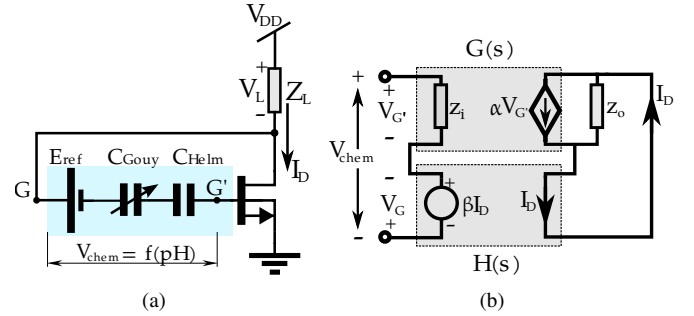 V_DD
+
V_L
-
Z_L
I_D
E_ref
C_Gouy
C_Helm
G
G'
V_chem = f(pH)
(a)
G(s)
+
+
V_G'
-
z_i
αV_G'
z_o
I_D
V_chem
-
V_G
+
-
+
βI_D
-
I_D
H(s)
(b)